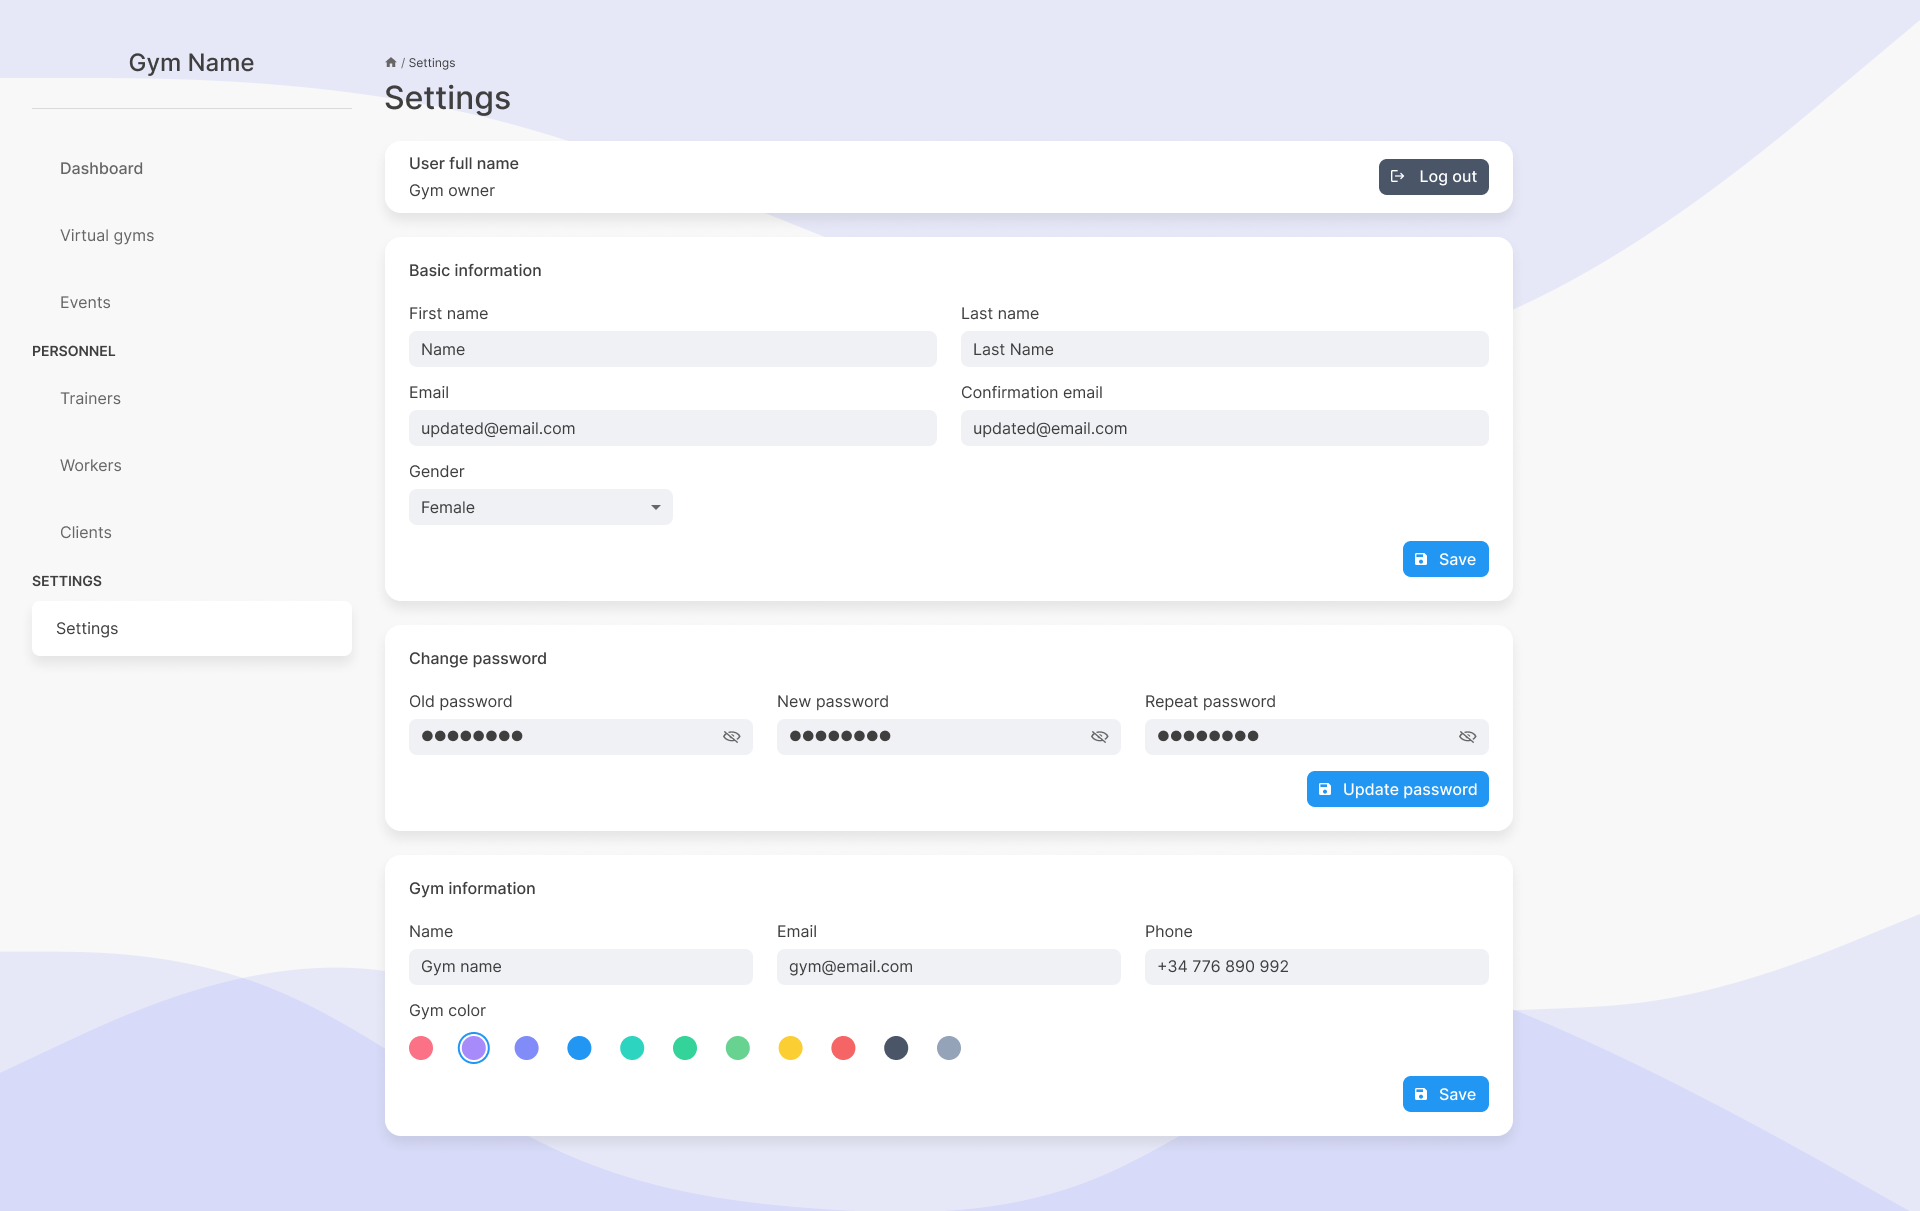 Gym Name
Dashboard
Virtual gyms
Events
PERSONNEL
Trainers
Workers
Clients
SETTINGS
Settings
/ Settings
Settings
User full name
Gym owner
Log out
Basic information
First name
Last name
Name
Last Name
Email
Confirmation email
updated@email.com
updated@email.com
Gender
Female
Save
Change password
Old password
New password
Repeat password
●●●●●●●●
●●●●●●●●
●●●●●●●●
Update password
Gym information
Name
Email
Phone
Gym name
gym@email.com
+34 776 890 992
Gym color
Save